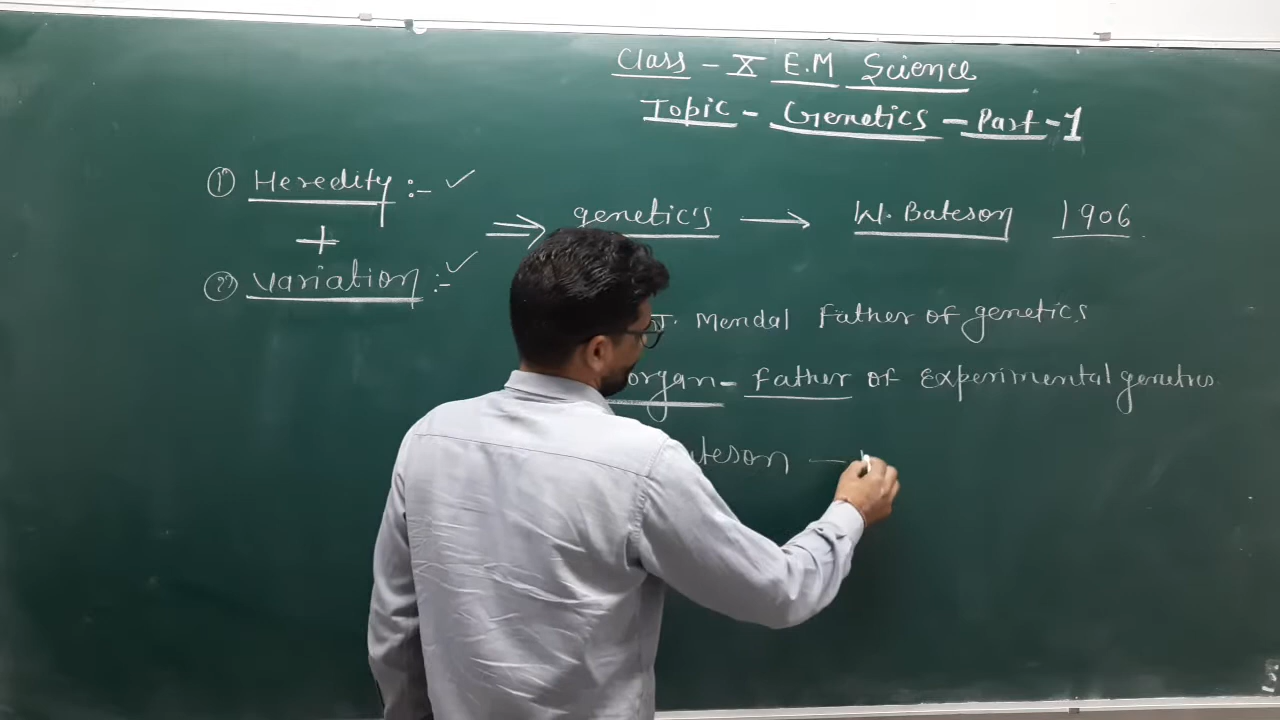 Class - X E.M Science
Topic - Genetics - Part-1
① Heredity :- ✓
+
② Variation :- ✓
⇒ genetic's → W. Bateson 1906
J. Mendal Father of genetics
organ - Father of Experimental genetics
ateson —